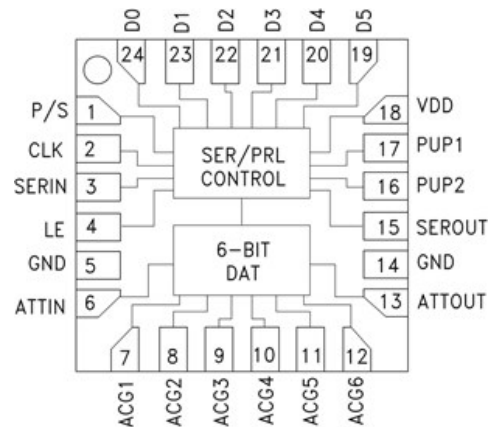 D0 D1 D2 D3 D4 D5
24 23 22 21 20 19
P/S 1 18 VDD
CLK 2 17 PUP1
SERIN 3 16 PUP2
SER/PRL
CONTROL
LE 4 15 SEROUT
GND 5 14 GND
6-BIT
DAT
ATTIN 6 13 ATTOUT
7 8 9 10 11 12
ACG1 ACG2 ACG3 ACG4 ACG5 ACG6